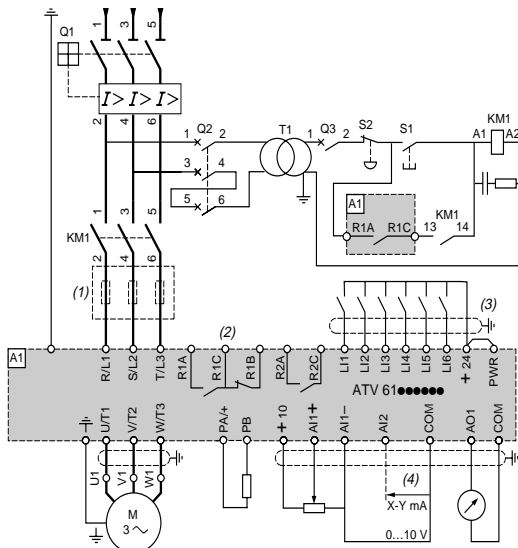 1 3 5
Q1
I> I> I>
2 4 6
1 Q2 2
3 4
5 6
T1
1 Q3 2
S2 S1
A1 KM1 A2
A1
R1A R1C
13 KM1 14
1 3 5
KM1
2 4 6
(1)
(2)
(3)
A1
R/L1 S/L2 T/L3 R1A R1C R1B R2A R2C LI1 LI2 LI3 LI4 LI5 LI6 + 24 PWR
ATV 61●●●●●●
U/T1 V/T2 W/T3 PA/+ PB + 10 AI1+ AI1– AI2 COM AO1 COM
U1 V1 W1
(4)
X-Y mA
M
3 ~
0...10 V